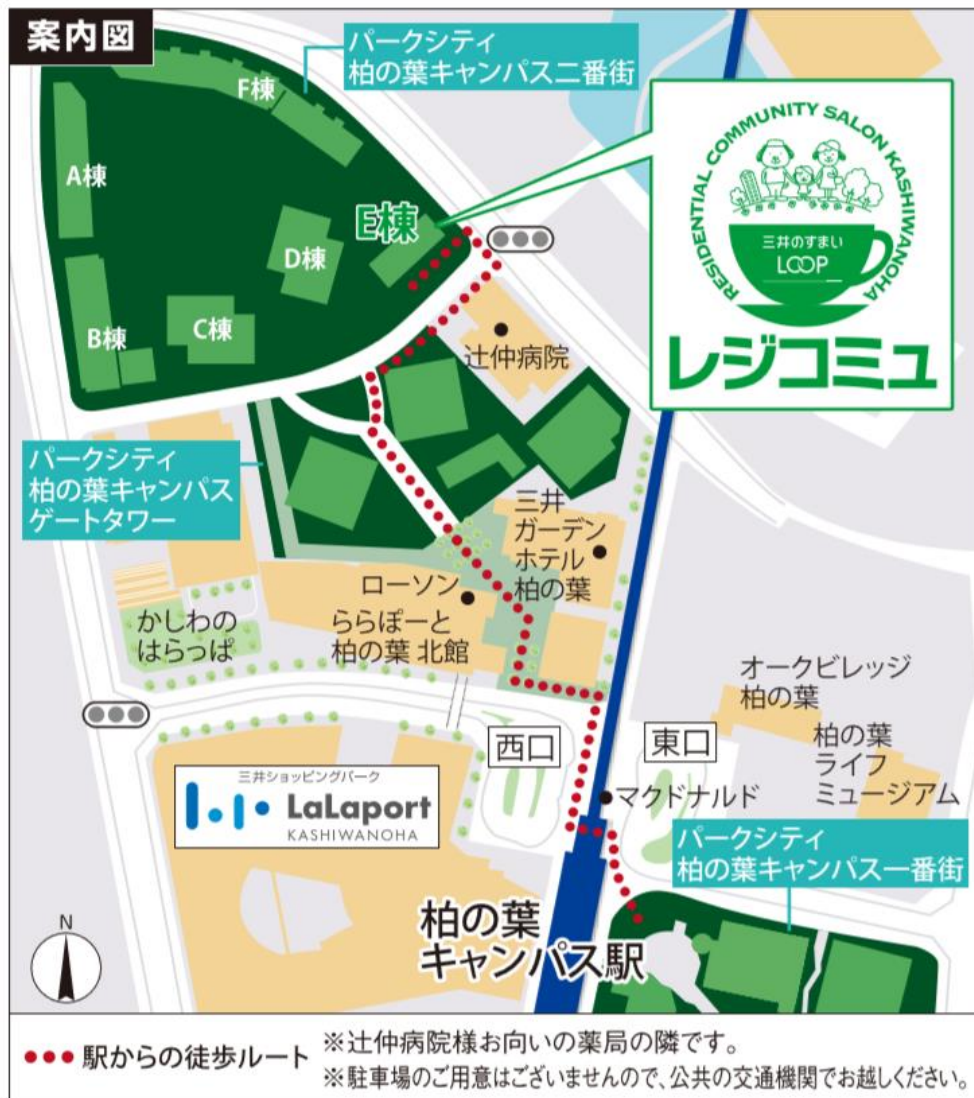 案内図
パークシティ
柏の葉キャンパス二番街
F棟
A棟
E棟
D棟
C棟
B棟
RESIDENTIAL COMMUNITY SALON KASHIWANOHA
三井のすまい
LOOP
レジコミュ
辻仲病院
パークシティ
柏の葉キャンパス
ゲートタワー
三井
ガーデン
ホテル
柏の葉
ローソン
ららぽーと
柏の葉 北館
かしわの
はらっぱ
オークビレッジ
柏の葉
柏の葉
ライフ
ミュージアム
西口
東口
マクドナルド
三井ショッピングパーク
LaLaport
KASHIWANOHA
パークシティ
柏の葉キャンパス一番街
柏の葉
キャンパス駅
N
駅からの徒歩ルート
※辻仲病院様お向いの薬局の隣です。
※駐車場のご用意はございませんので、公共の交通機関でお越しください。